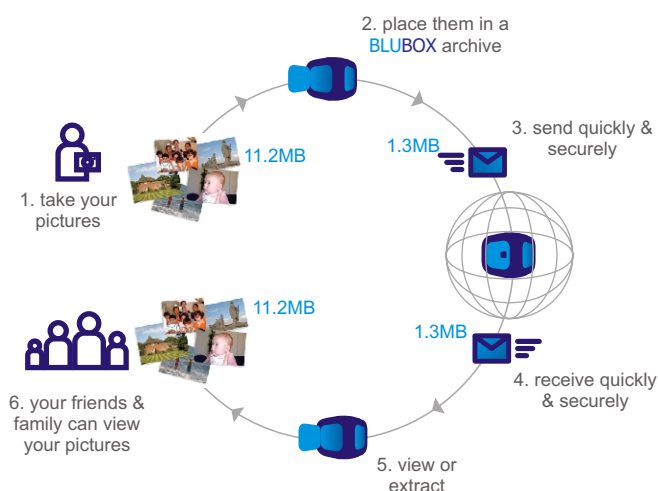 2. place them in a
BLUBOX archive
11.2MB
1.3MB
3. send quickly &
securely
1. take your
pictures
11.2MB
1.3MB
4. receive quickly
& securely
6. your friends &
family can view
your pictures
5. view or
extract